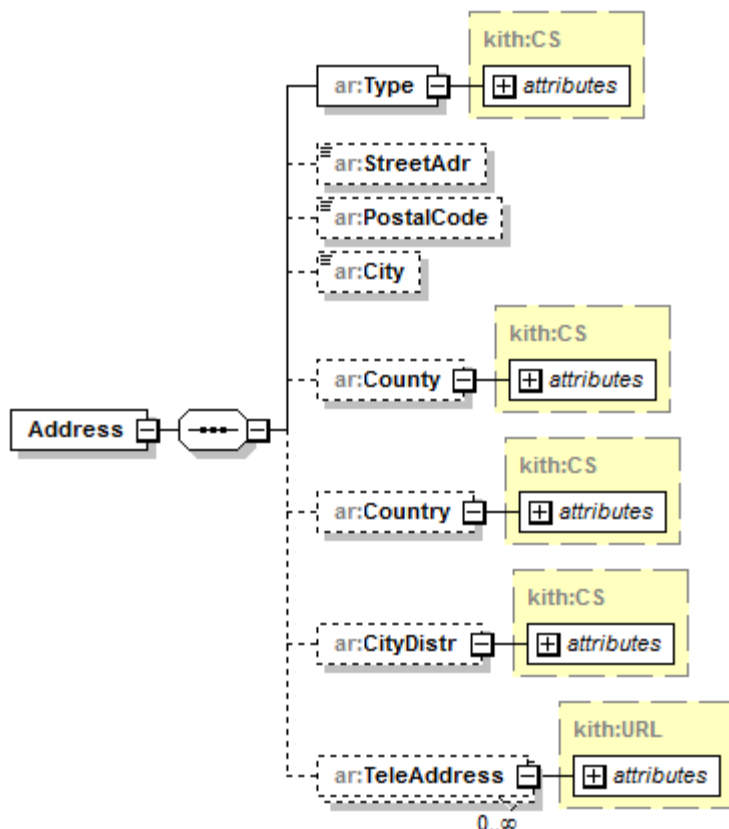 kith:CS
ar:Type
attributes
ar:StreetAdr
ar:PostalCode
ar:City
kith:CS
ar:County
attributes
Address
kith:CS
ar:Country
attributes
kith:CS
ar:CityDistr
attributes
kith:URL
ar:TeleAddress
attributes
0..∞